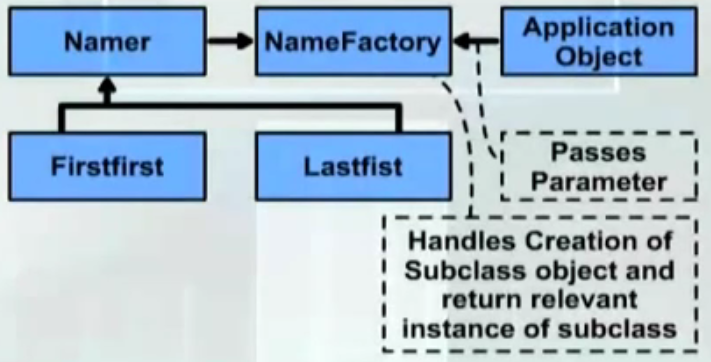 Namer
NameFactory
Application
Object
Firstfirst
Lastfist
Passes
Parameter
Handles Creation of
Subclass object and
return relevant
instance of subclass